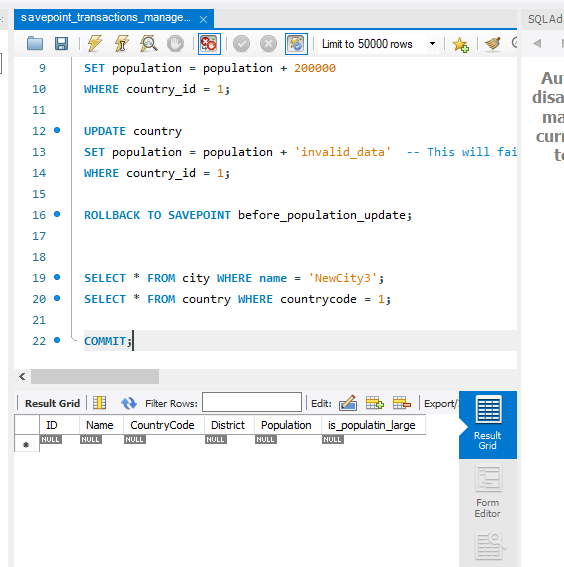 savepoint_transactions_manage...
SQLAd
Limit to 50000 rows
9 SET population = population + 200000
10 WHERE country_id = 1;
11
12 UPDATE country
13 SET population = population + 'invalid_data' -- This will fai
14 WHERE country_id = 1;
15
16 ROLLBACK TO SAVEPOINT before_population_update;
17
18
19 SELECT * FROM city WHERE name = 'NewCity3';
20 SELECT * FROM country WHERE countrycode = 1;
21
22 COMMIT;
Au
disa
ma
curr
t
Result Grid Filter Rows: Edit: Export/
ID Name CountryCode District Population is_populatin_large
NULL NULL NULL NULL NULL NULL
Result
Grid
Form
Editor